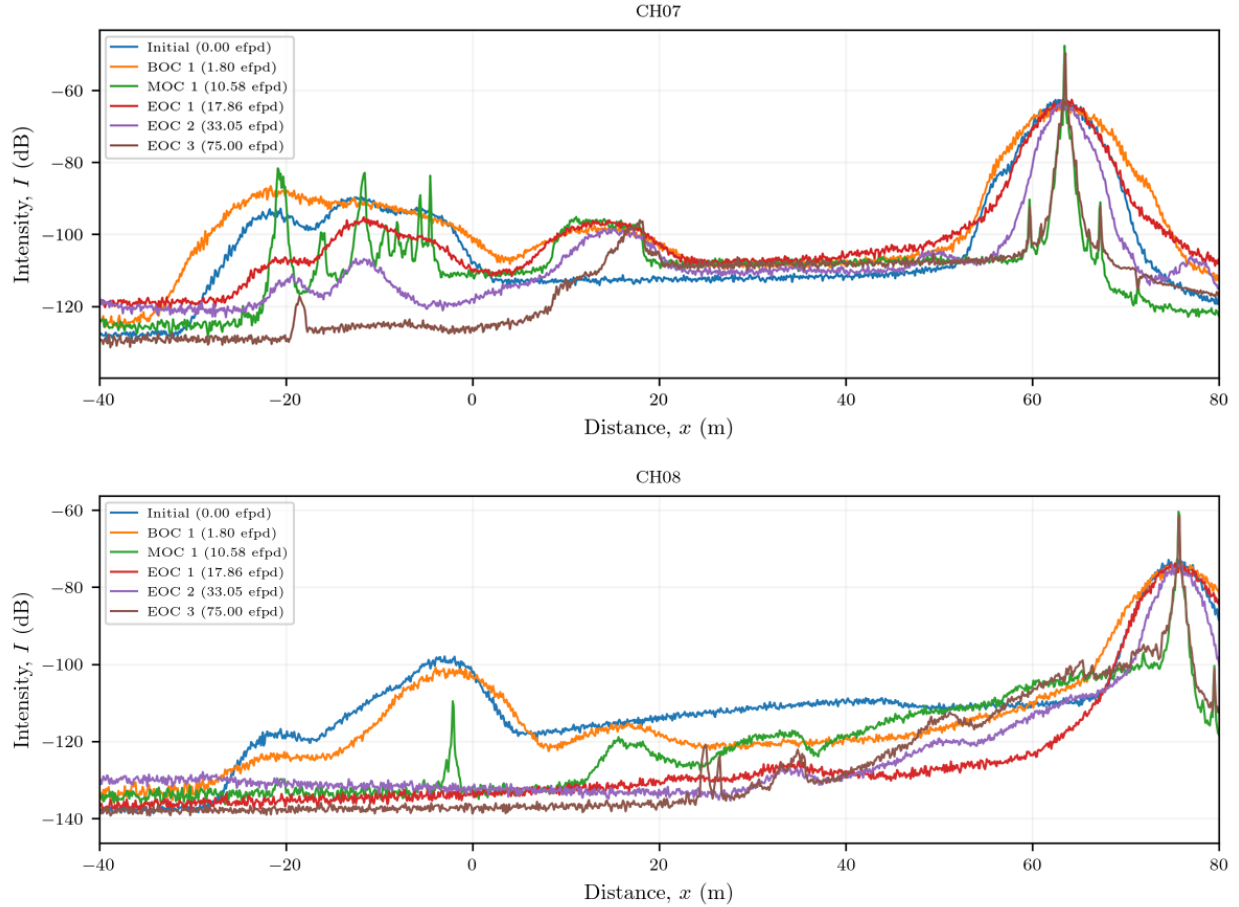 CH07
Intensity, I (dB)
−60
−80
−100
−120
Initial (0.00 efpd)
BOC 1 (1.80 efpd)
MOC 1 (10.58 efpd)
EOC 1 (17.86 efpd)
EOC 2 (33.05 efpd)
EOC 3 (75.00 efpd)
−40 −20 0 20 40 60 80
Distance, x (m)
CH08
Intensity, I (dB)
−60
−80
−100
−120
−140
Initial (0.00 efpd)
BOC 1 (1.80 efpd)
MOC 1 (10.58 efpd)
EOC 1 (17.86 efpd)
EOC 2 (33.05 efpd)
EOC 3 (75.00 efpd)
−40 −20 0 20 40 60 80
Distance, x (m)